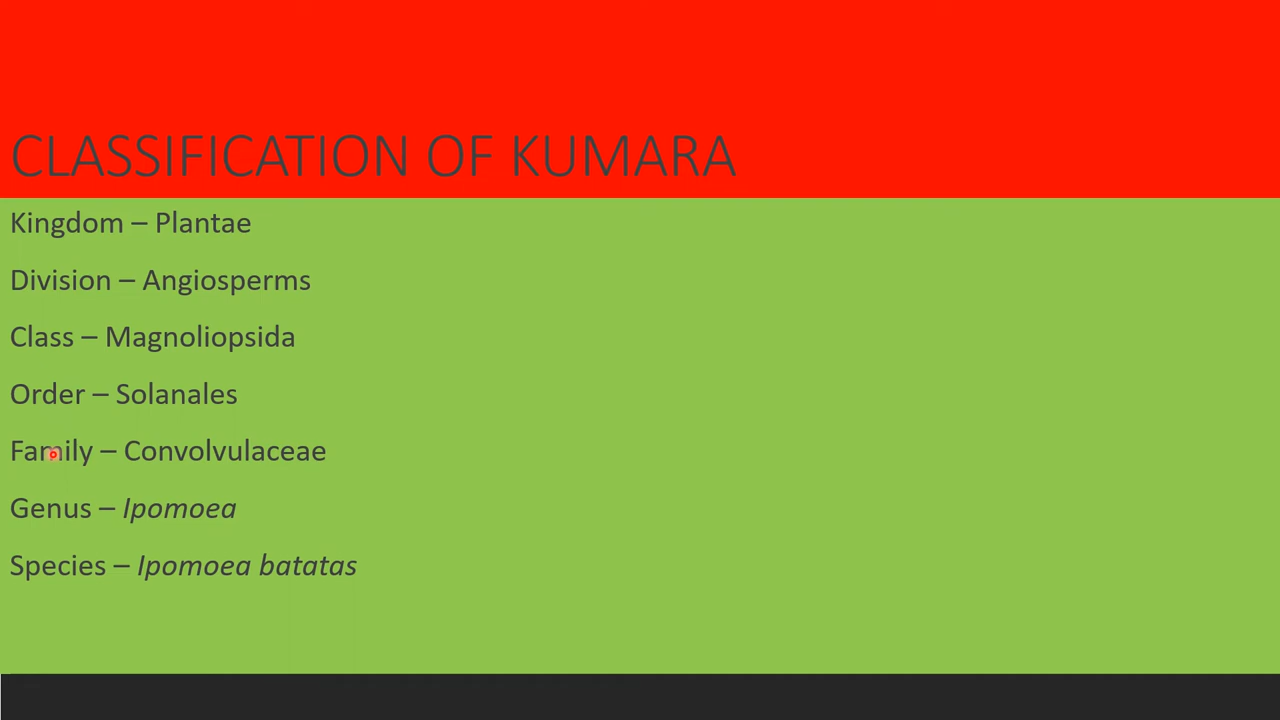 CLASSIFICATION OF KUMARA
Kingdom – Plantae
Division – Angiosperms
Class – Magnoliopsida
Order – Solanales
Family – Convolvulaceae
Genus – Ipomoea
Species – Ipomoea batatas